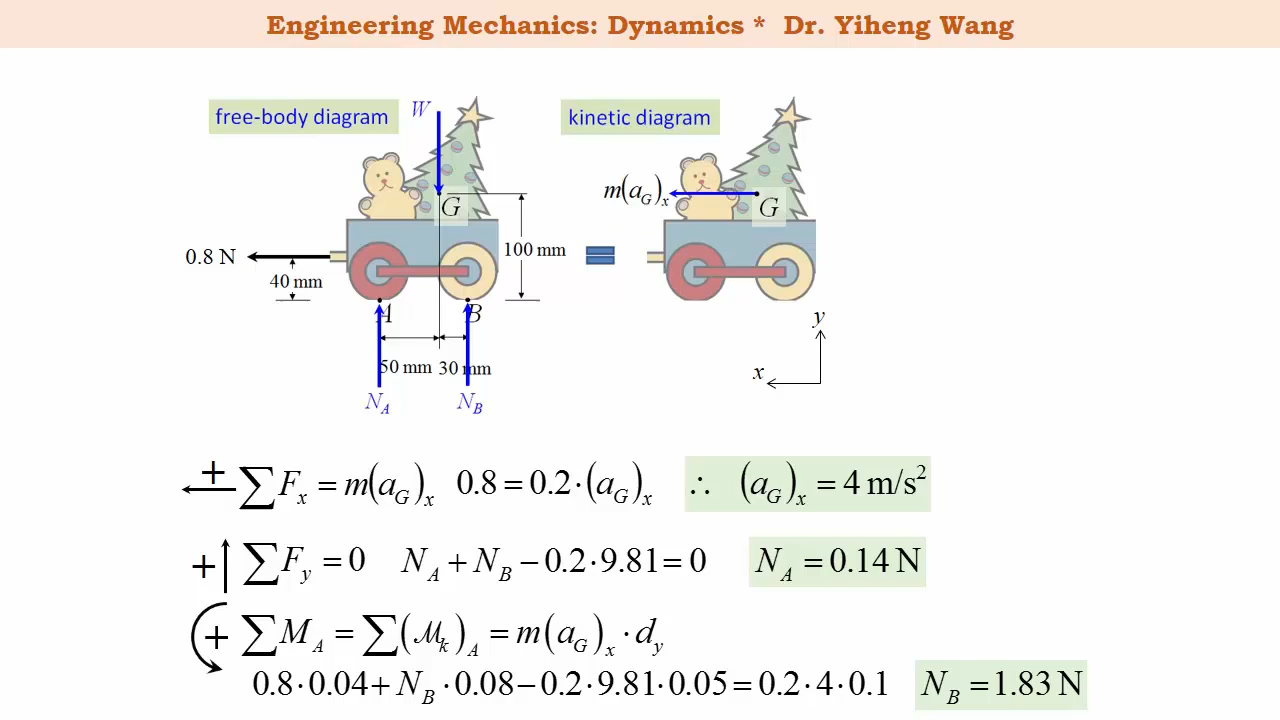 Engineering Mechanics: Dynamics * Dr. Yiheng Wang
free-body diagram
W
kinetic diagram
m(a_G)_x
G
G
0.8 N
100 mm
=
40 mm
A
B
y
50 mm
30 mm
x
N_A
N_B
+ ∑F_x = m(a_G)_x 0.8 = 0.2·(a_G)_x ∴ (a_G)_x = 4 m/s²
+ ∑F_y = 0 N_A + N_B − 0.2·9.81 = 0 N_A = 0.14 N
+ ∑M_A = ∑(ℳ_k)_A = m(a_G)_x · d_y
0.8·0.04 + N_B·0.08 − 0.2·9.81·0.05 = 0.2·4·0.1 N_B = 1.83 N